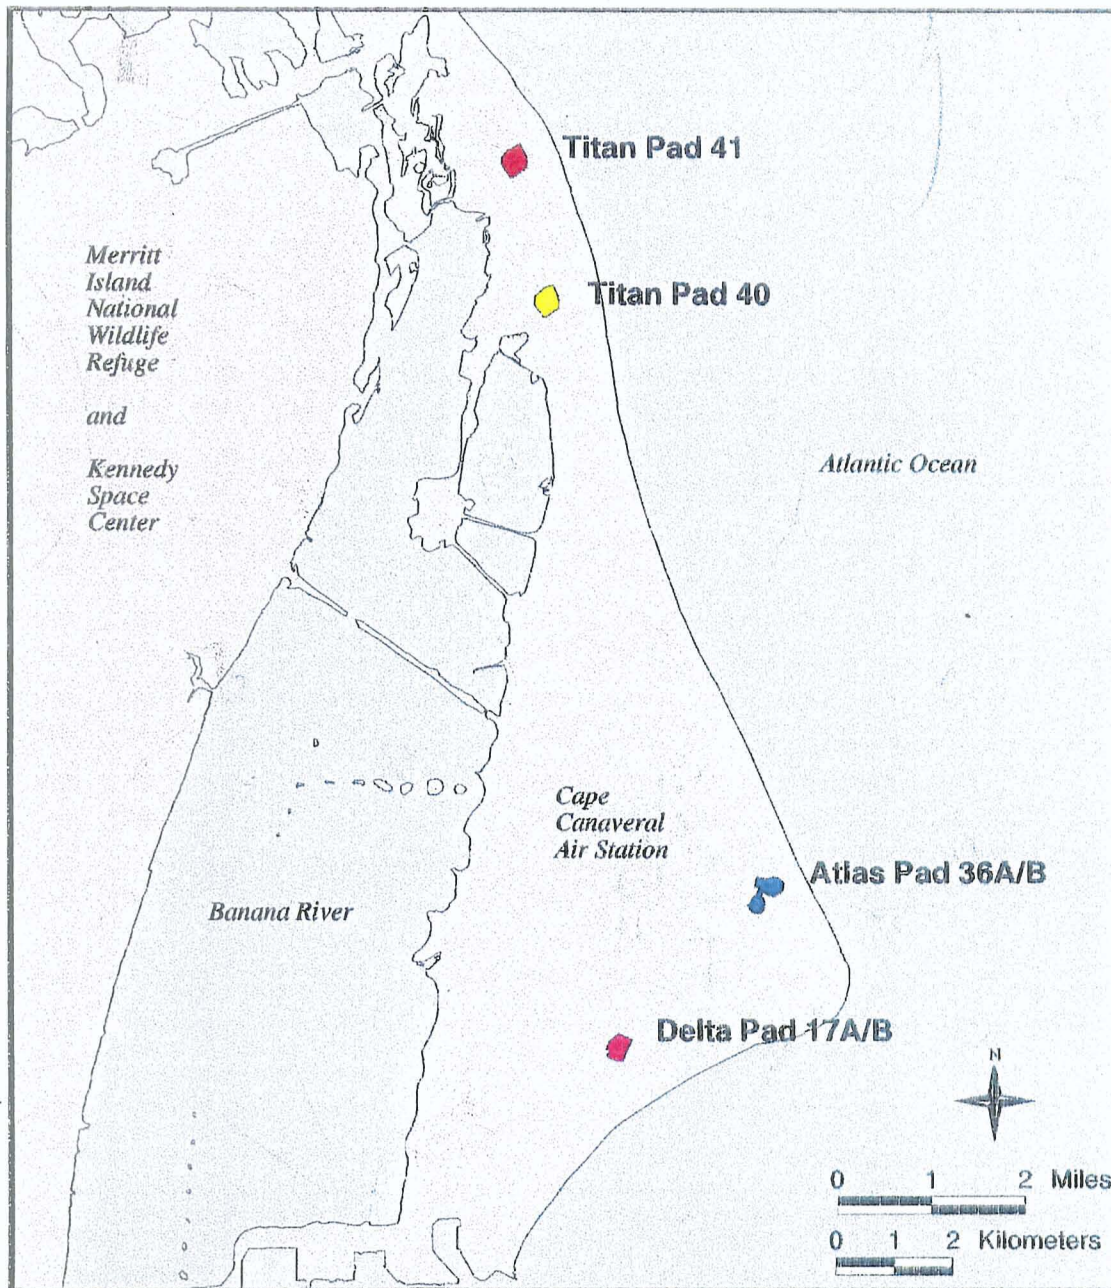 Titan Pad 41
Merritt
Island
National
Wildlife
Refuge
and
Kennedy
Space
Center
Titan Pad 40
Atlantic Ocean
Cape
Canaveral
Air Station
Atlas Pad 36A/B
Banana River
Delta Pad 17A/B
N
0 1 2 Miles
0 1 2 Kilometers